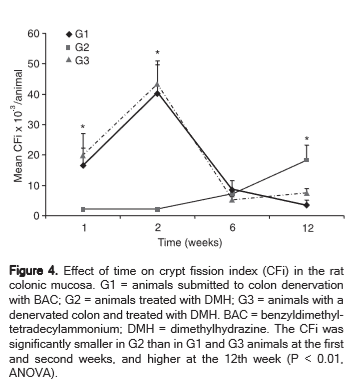 60
50
40
30
20
10
0
Mean CFi x 10-3/animal
G1
G2
G3
*
*
*
1 2 6 12
Time (weeks)
Figure 4. Effect of time on crypt fission index (CFi) in the rat
colonic mucosa. G1 = animals submitted to colon denervation
with BAC; G2 = animals treated with DMH; G3 = animals with a
denervated colon and treated with DMH. BAC = benzyldimethyl-
tetradecylammonium; DMH = dimethylhydrazine. The CFi was
significantly smaller in G2 than in G1 and G3 animals at the first
and second weeks, and higher at the 12th week (P < 0.01,
ANOVA).